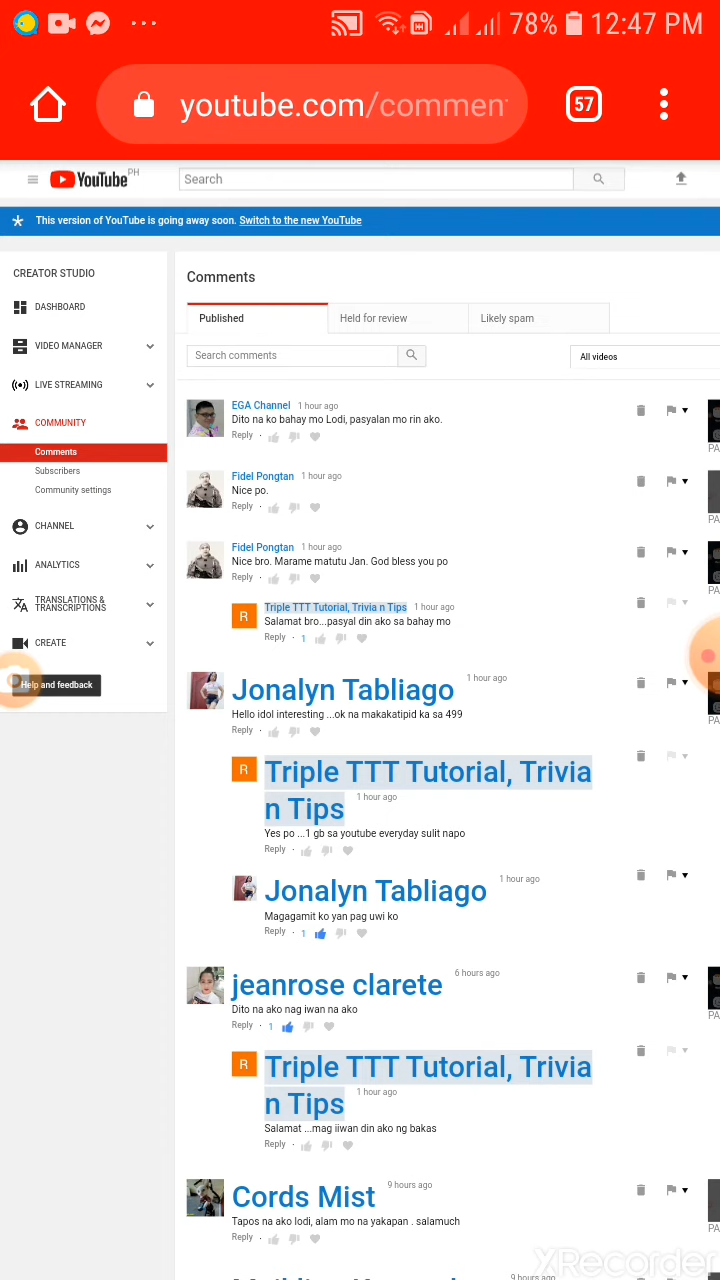 78% 12:47 PM
youtube.com/commen
57
YouTube PH
Search
This version of YouTube is going away soon. Switch to the new YouTube
CREATOR STUDIO
DASHBOARD
VIDEO MANAGER
LIVE STREAMING
COMMUNITY
Comments
Subscribers
Community settings
CHANNEL
ANALYTICS
TRANSLATIONS &
TRANSCRIPTIONS
CREATE
Help and feedback
Comments
Published
Held for review
Likely spam
Search comments
All videos
EGA Channel 1 hour ago
Dito na ko bahay mo Lodi, pasyalan mo rin ako.
Reply ·
PA
Fidel Pongtan 1 hour ago
Nice po.
Reply ·
PA
Fidel Pongtan 1 hour ago
Nice bro. Marame matutu Jan. God bless you po
Reply ·
PA
R
Triple TTT Tutorial, Trivia n Tips 1 hour ago
Salamat bro...pasyal din ako sa bahay mo
Reply · 1
Jonalyn Tabliago 1 hour ago
Hello idol interesting ...ok na makakatipid ka sa 499
Reply ·
PA
R
Triple TTT Tutorial, Trivia
n Tips 1 hour ago
Yes po ...1 gb sa youtube everyday sulit napo
Reply ·
Jonalyn Tabliago 1 hour ago
Magagamit ko yan pag uwi ko
Reply · 1
jeanrose clarete 6 hours ago
Dito na ako nag iwan na ako
Reply · 1
PA
R
Triple TTT Tutorial, Trivia
n Tips 1 hour ago
Salamat ...mag iiwan din ako ng bakas
Reply ·
Cords Mist 9 hours ago
Tapos na ako lodi, alam mo na yakapan . salamuch
Reply ·
PA
9 hours ago
XRecorder